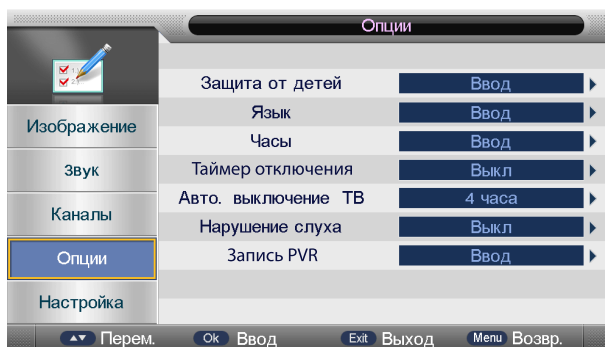 Опции
Защита от детей Ввод
Язык Ввод
Часы Ввод
Таймер отключения Выкл
Авто. выключение ТВ 4 часа
Нарушение слуха Выкл
Запись PVR Ввод
Изображение
Звук
Каналы
Опции
Настройка
Перем. Ok Ввод Exit Выход Menu Возвр.